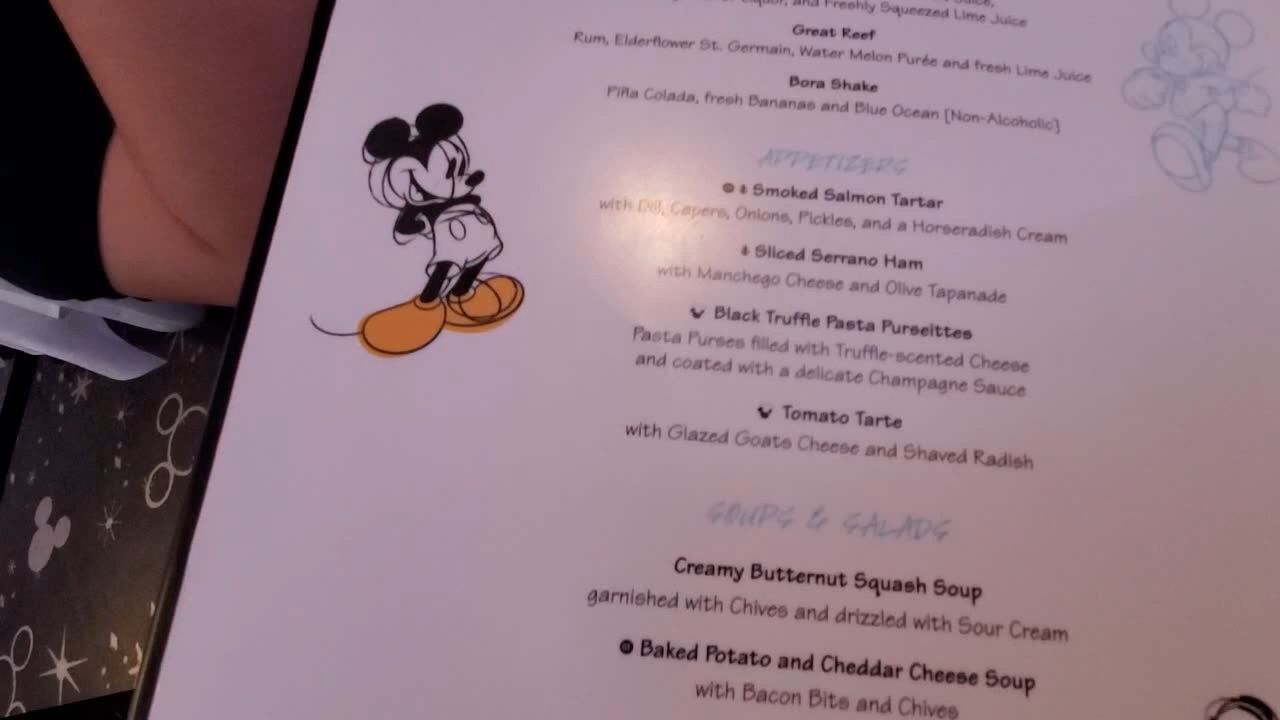 and Freshly Squeezed Lime Juice
Great Reef
Rum, Elderflower St. Germain, Water Melon Purée and fresh Lime Juice
Bora Shake
Piña Colada, fresh Bananas and Blue Ocean [Non-Alcoholic]
APPETIZERS
Smoked Salmon Tartar
with Dill, Capers, Onions, Pickles, and a Horseradish Cream
Sliced Serrano Ham
with Manchego Cheese and Olive Tapanade
Black Truffle Pasta Purseittes
Pasta Purses filled with Truffle-scented Cheese
and coated with a delicate Champagne Sauce
Tomato Tarte
with Glazed Goats Cheese and Shaved Radish
SOUPS & SALADS
Creamy Butternut Squash Soup
garnished with Chives and drizzled with Sour Cream
Baked Potato and Cheddar Cheese Soup
with Bacon Bits and Chives